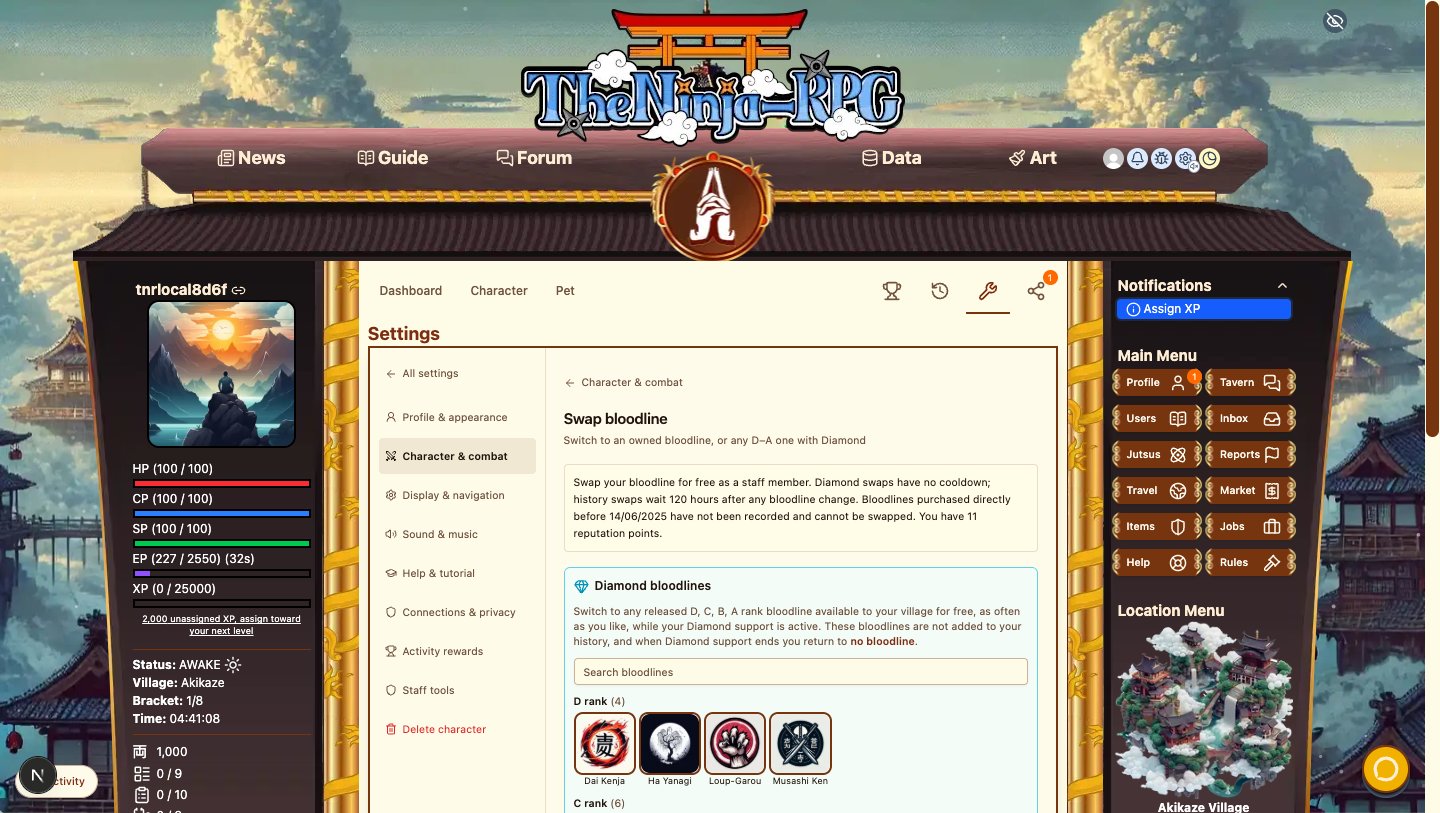 TheNinja-RPG
News
Guide
Forum
Data
Art
tnrlocal8d6f
HP (100 / 100)
CP (100 / 100)
SP (100 / 100)
EP (227 / 2550) (32s)
XP (0 / 25000)
2,000 unassigned XP, assign toward
your next level
Status: AWAKE
Village: Akikaze
Bracket: 1/8
Time: 04:41:08
両 1,000
0 / 9
0 / 10
N
Dashboard
Character
Pet
1
Settings
All settings
Profile & appearance
Character & combat
Display & navigation
Sound & music
Help & tutorial
Connections & privacy
Activity rewards
Staff tools
Delete character
Character & combat
Swap bloodline
Switch to an owned bloodline, or any D–A one with Diamond
Swap your bloodline for free as a staff member. Diamond swaps have no cooldown;
history swaps wait 120 hours after any bloodline change. Bloodlines purchased directly
before 14/06/2025 have not been recorded and cannot be swapped. You have 11
reputation points.
Diamond bloodlines
Switch to any released D, C, B, A rank bloodline available to your village for free, as often
as you like, while your Diamond support is active. These bloodlines are not added to your
history, and when Diamond support ends you return to no bloodline.
Search bloodlines
D rank (4)
Dai Kenja
Ha Yanagi
Loup-Garou
Musashi Ken
C rank (6)
Notifications
Assign XP
Main Menu
Profile
1
Tavern
Users
Inbox
Jutsus
Reports
Travel
Market
Items
Jobs
Help
Rules
Location Menu
Akikaze Village